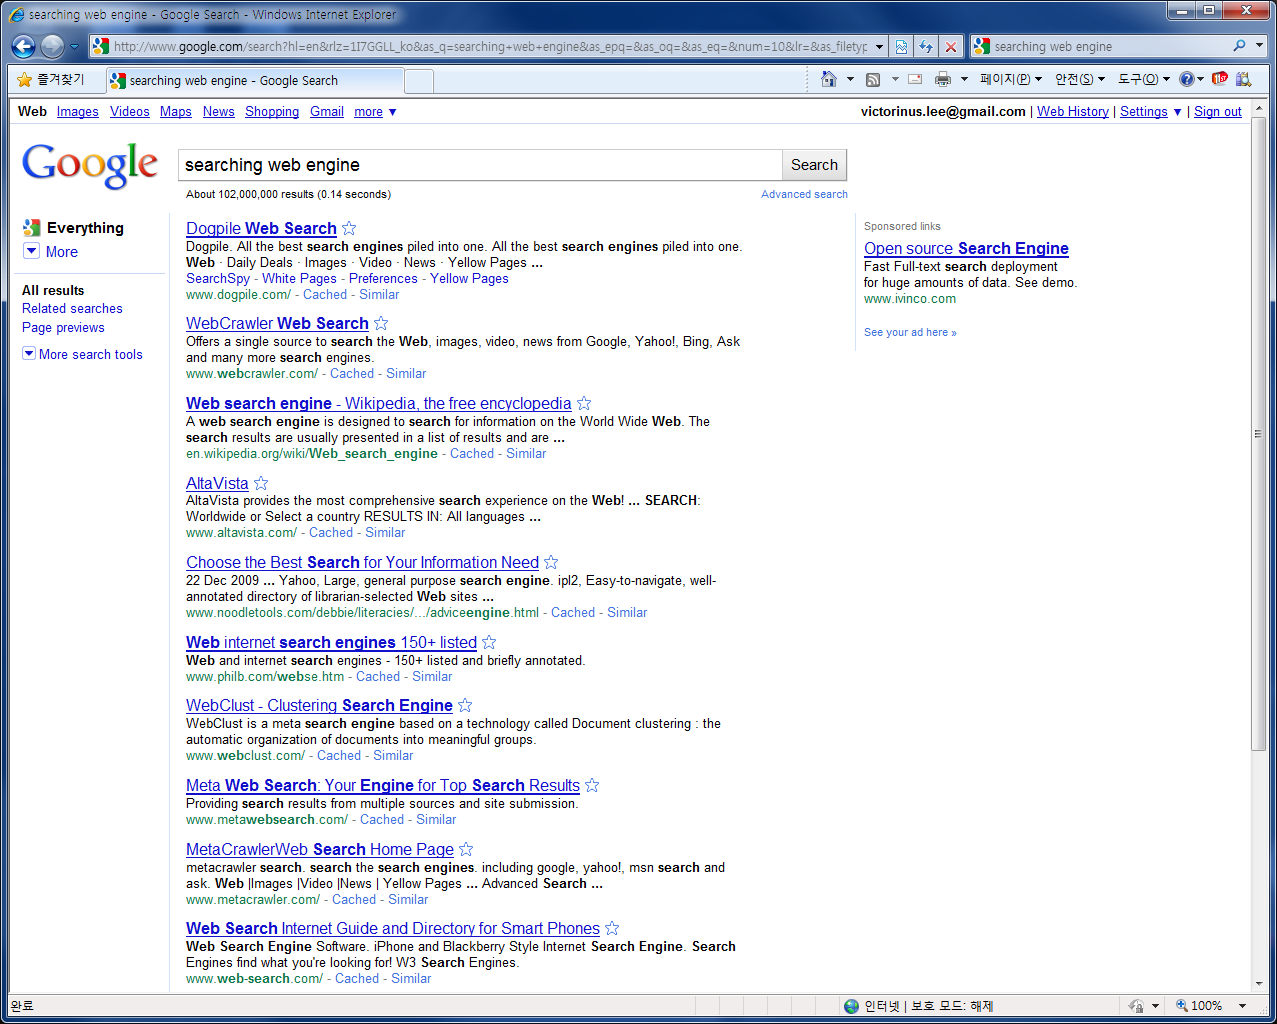 searching web engine - Google Search - Windows Internet Explorer
http://www.google.com/search?hl=en&rlz=1I7GGLL_ko&as_q=searching+web+engine&as_epq=&as_oq=&as_eq=&num=10&lr=&as_filetyp
searching web engine
즐겨찾기
searching web engine - Google Search
페이지(P)
안전(S)
도구(O)
Web Images Videos Maps News Shopping Gmail more ▼
victorinus.lee@gmail.com | Web History | Settings ▼ | Sign out
Google
searching web engine
Search
About 102,000,000 results (0.14 seconds)
Advanced search
Everything
More
All results
Related searches
Page previews
More search tools
Dogpile Web Search
Dogpile. All the best search engines piled into one. All the best search engines piled into one.
Web · Daily Deals · Images · Video · News · Yellow Pages ...
SearchSpy - White Pages - Preferences - Yellow Pages
www.dogpile.com/ - Cached - Similar
WebCrawler Web Search
Offers a single source to search the Web, images, video, news from Google, Yahoo!, Bing, Ask
and many more search engines.
www.webcrawler.com/ - Cached - Similar
Web search engine - Wikipedia, the free encyclopedia
A web search engine is designed to search for information on the World Wide Web. The
search results are usually presented in a list of results and are ...
en.wikipedia.org/wiki/Web_search_engine - Cached - Similar
AltaVista
AltaVista provides the most comprehensive search experience on the Web! ... SEARCH:
Worldwide or Select a country RESULTS IN: All languages ...
www.altavista.com/ - Cached - Similar
Choose the Best Search for Your Information Need
22 Dec 2009 ... Yahoo, Large, general purpose search engine. ipl2, Easy-to-navigate, well-
annotated directory of librarian-selected Web sites ...
www.noodletools.com/debbie/literacies/.../adviceengine.html - Cached - Similar
Web internet search engines 150+ listed
Web and internet search engines - 150+ listed and briefly annotated.
www.philb.com/webse.htm - Cached - Similar
WebClust - Clustering Search Engine
WebClust is a meta search engine based on a technology called Document clustering : the
automatic organization of documents into meaningful groups.
www.webclust.com/ - Cached - Similar
Meta Web Search: Your Engine for Top Search Results
Providing search results from multiple sources and site submission.
www.metawebsearch.com/ - Cached - Similar
MetaCrawlerWeb Search Home Page
metacrawler search. search the search engines. including google, yahoo!, msn search and
ask. Web |Images |Video |News | Yellow Pages ... Advanced Search ...
www.metacrawler.com/ - Cached - Similar
Web Search Internet Guide and Directory for Smart Phones
Web Search Engine Software. iPhone and Blackberry Style Internet Search Engine. Search
Engines find what you're looking for! W3 Search Engines.
www.web-search.com/ - Cached - Similar
Sponsored links
Open source Search Engine
Fast Full-text search deployment
for huge amounts of data. See demo.
www.ivinco.com
See your ad here »
완료
인터넷 | 보호 모드: 해제
100%